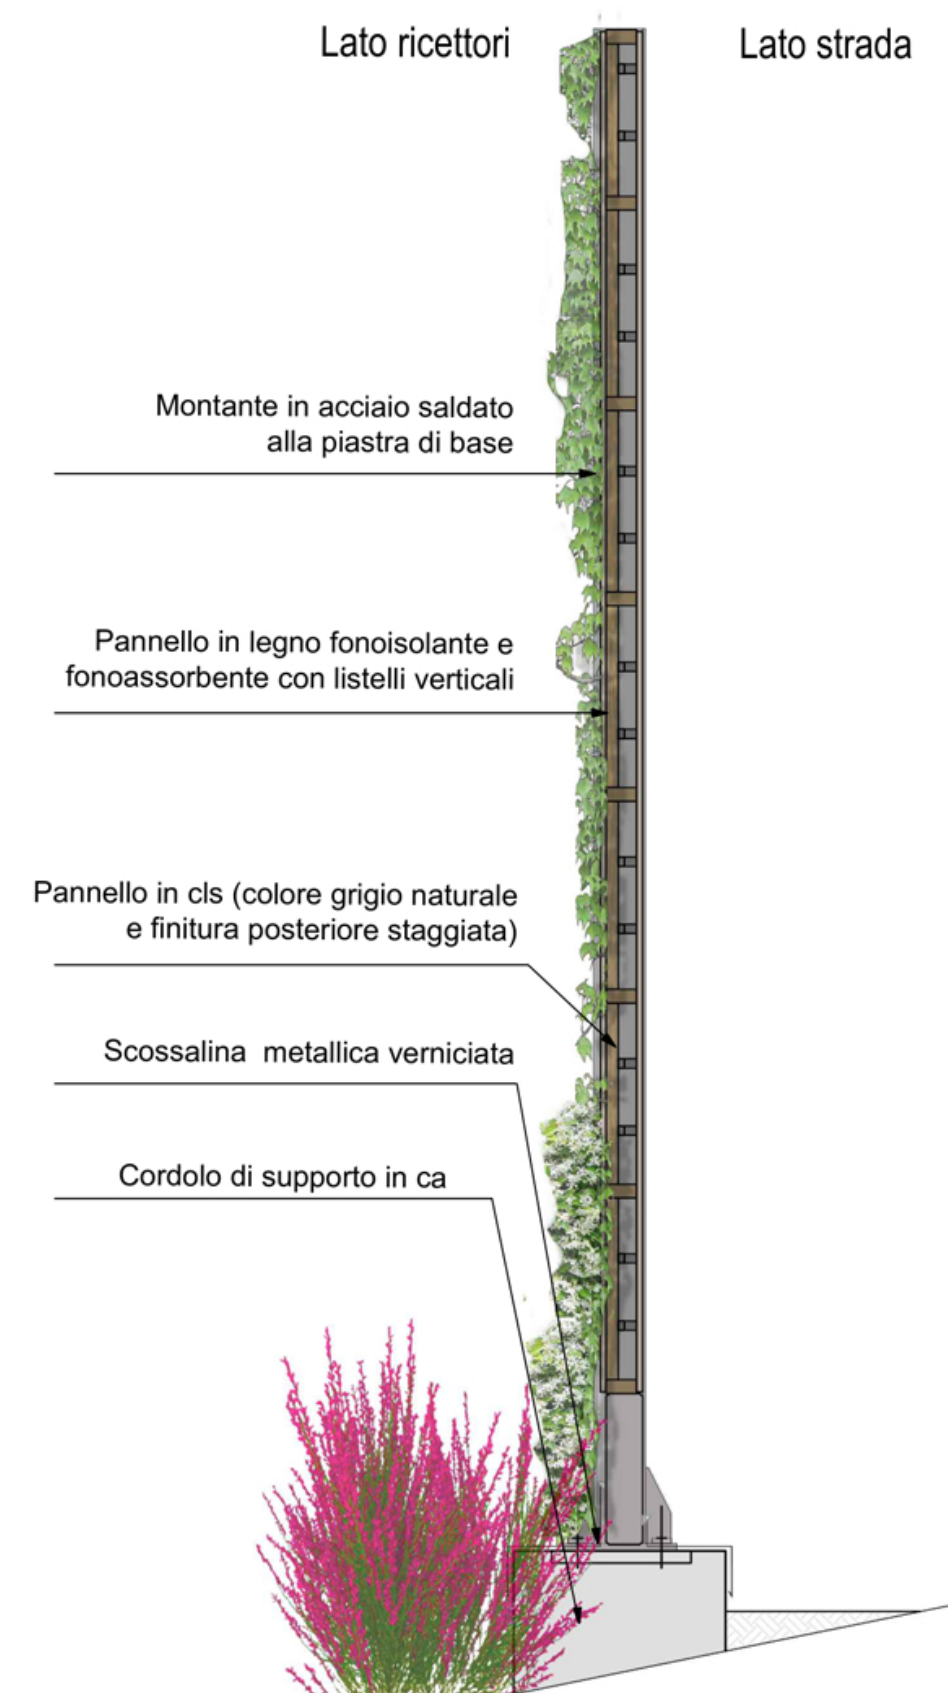 Lato ricettori
Lato strada
Montante in acciaio saldato
alla piastra di base
Pannello in legno fonoisolante e
fonoassorbente con listelli verticali
Pannello in cls (colore grigio naturale
e finitura posteriore staggiata)
Scossalina metallica verniciata
Cordolo di supporto in ca